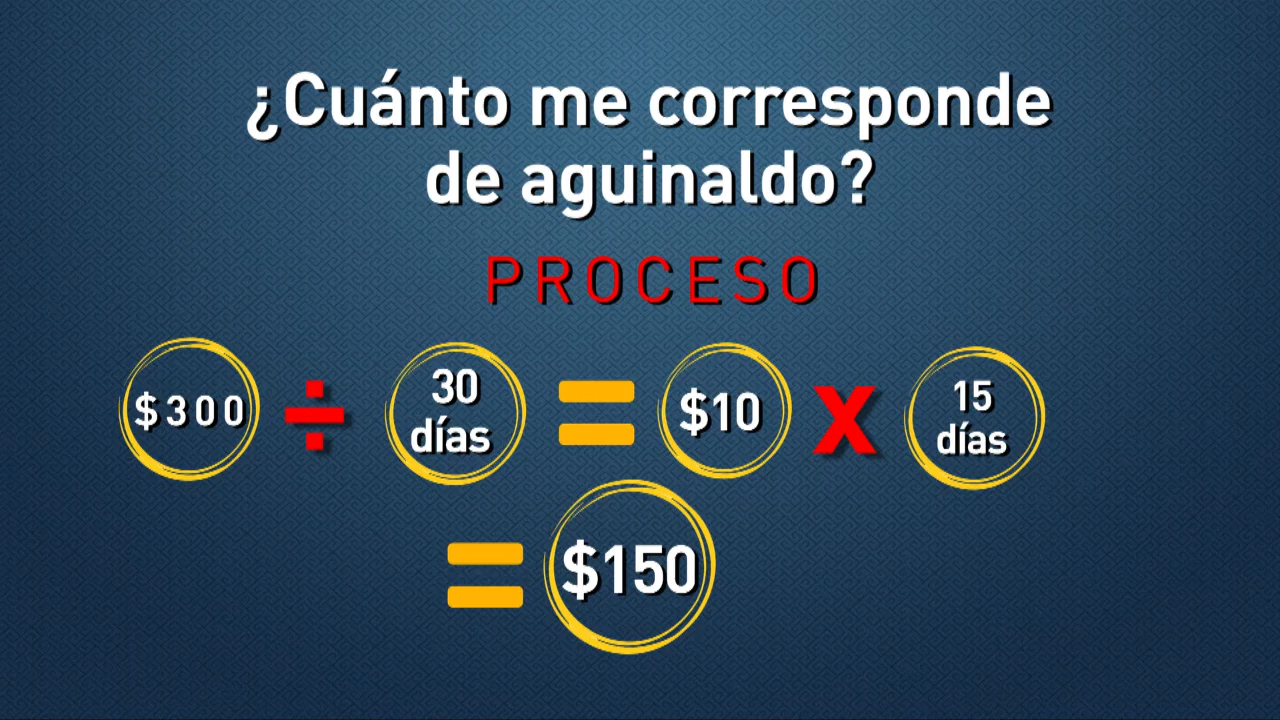 ¿Cuánto me corresponde
de aguinaldo?
PROCESO
$300 ÷ 30 días = $10 x 15 días
= $150